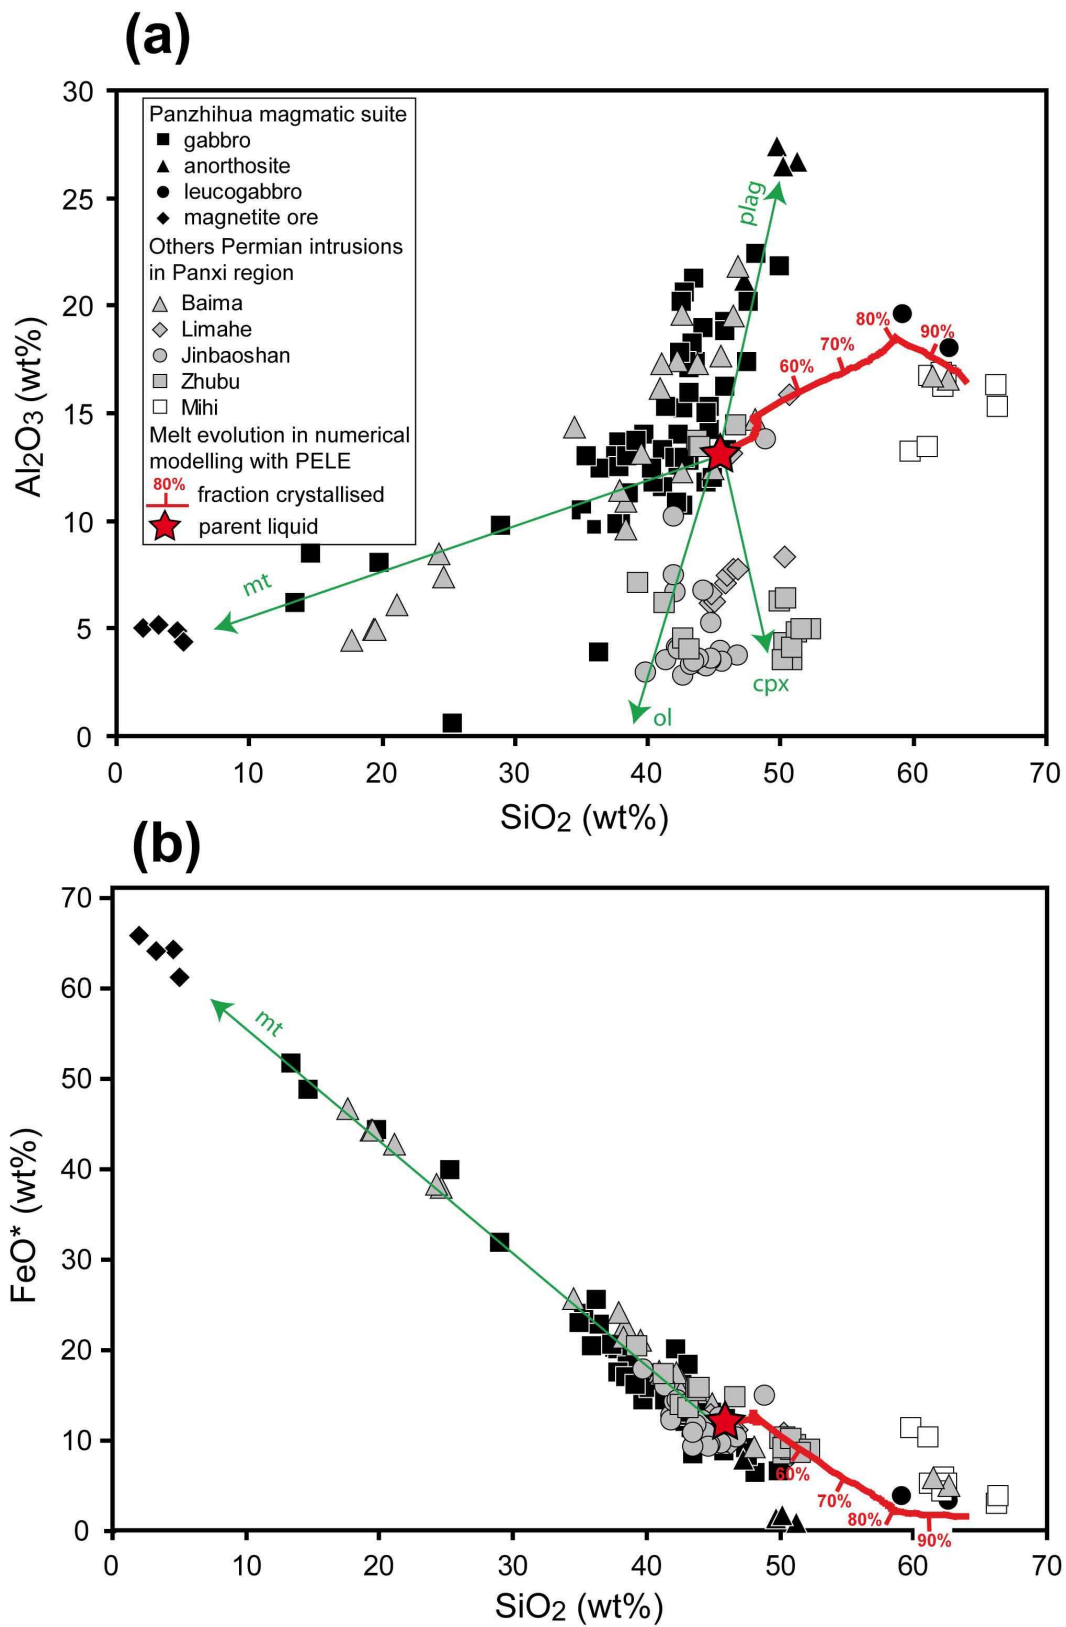 (a)
30
25
20
15
10
5
0
Al2O3 (wt%)
Panzhihua magmatic suite
gabbro
anorthosite
leucogabbro
magnetite ore
Others Permian intrusions
in Panxi region
Baima
Limahe
Jinbaoshan
Zhubu
Mihi
Melt evolution in numerical
modelling with PELE
80%
fraction crystallised
parent liquid
plag
mt
ol
cpx
60%
70%
80%
90%
0 10 20 30 40 50 60 70
SiO2 (wt%)
(b)
70
60
50
40
30
20
10
0
FeO* (wt%)
mt
60%
70%
80%
90%
0 10 20 30 40 50 60 70
SiO2 (wt%)